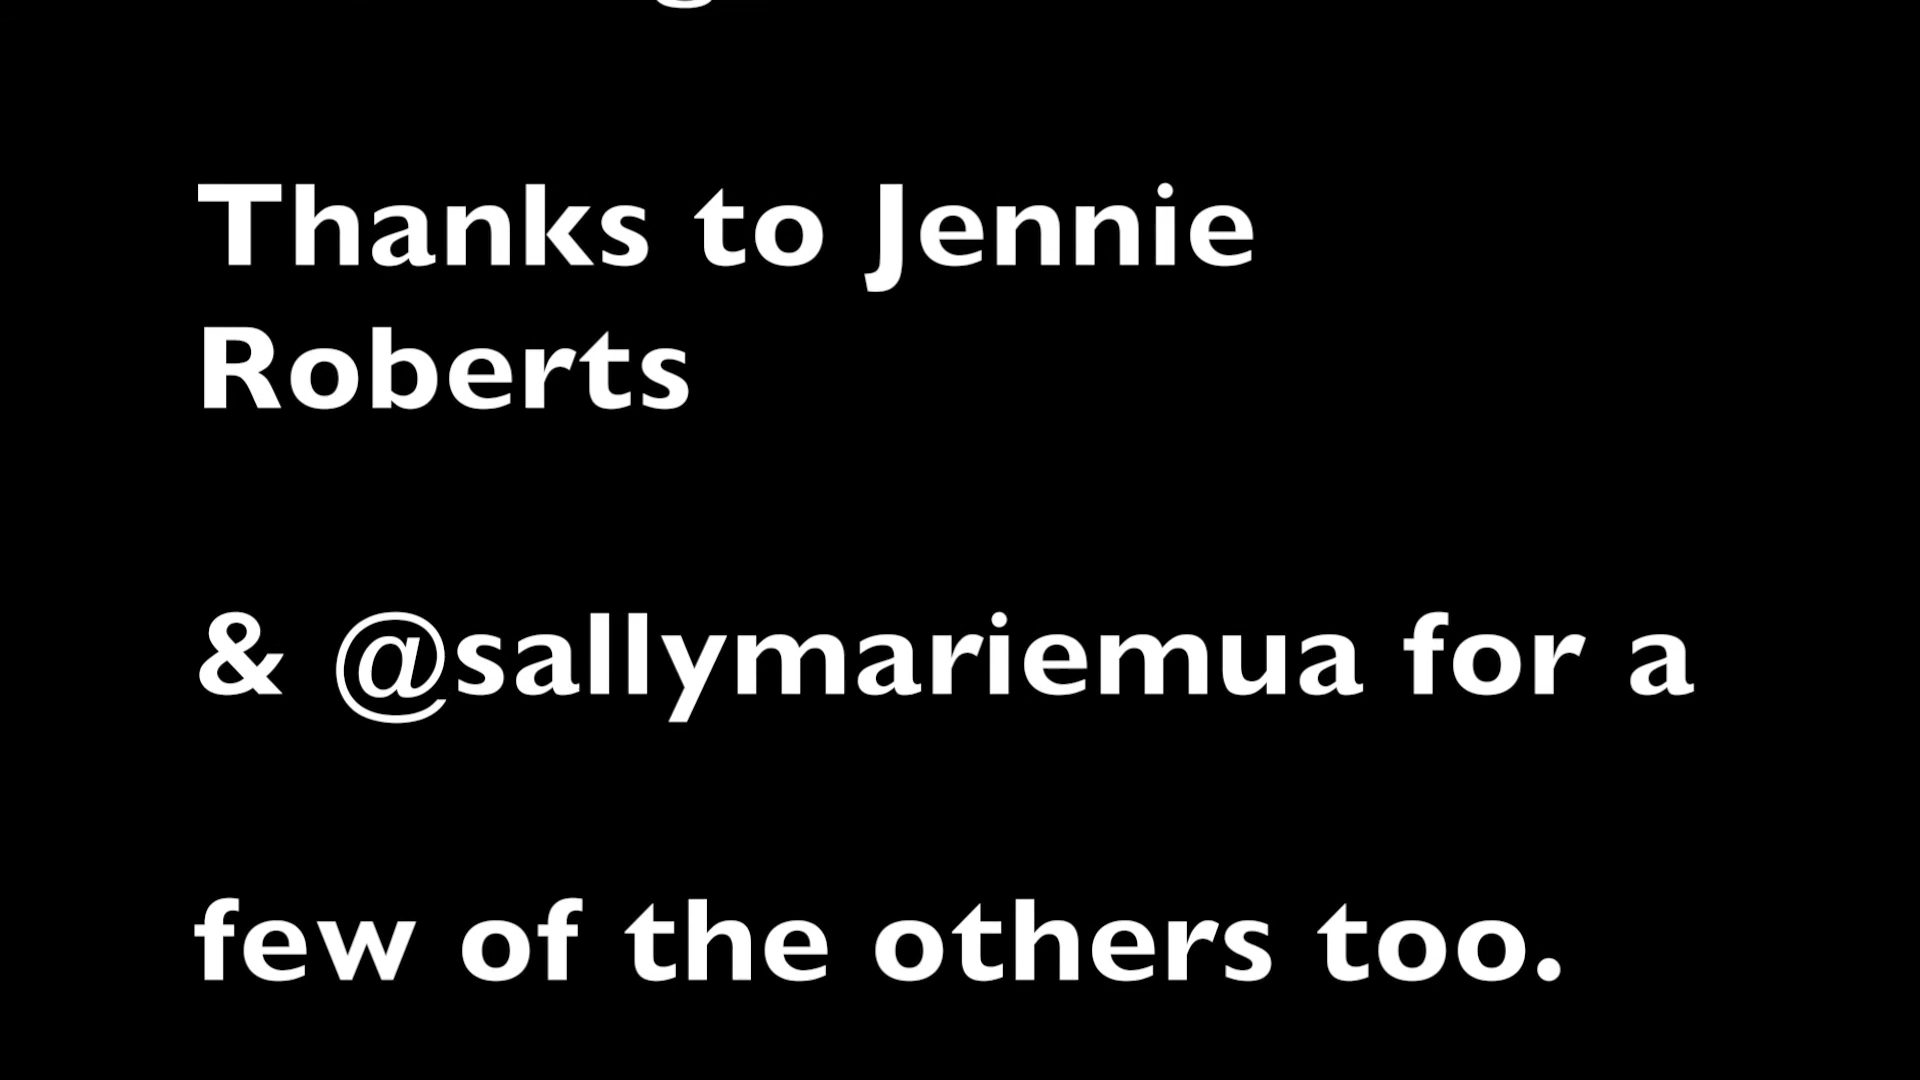 Thanks to Jennie
Roberts
& @sallymariemua for a
few of the others too.